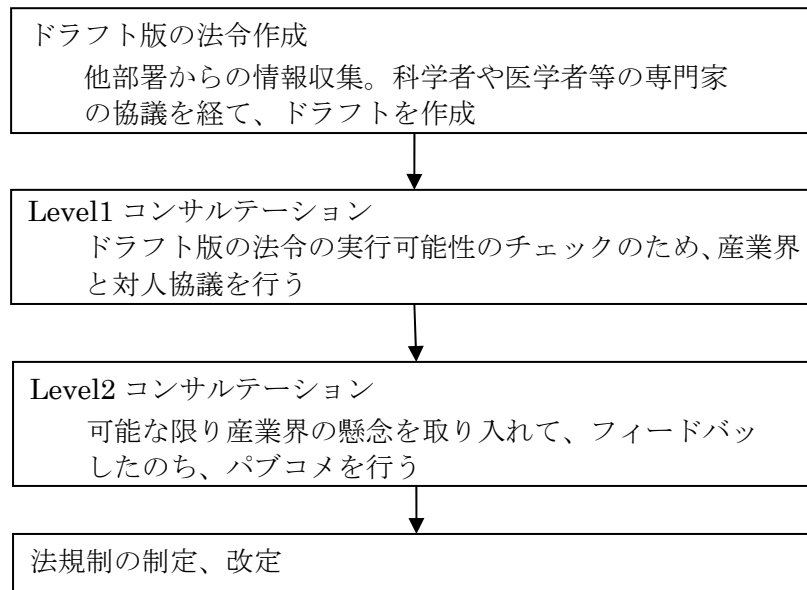 ドラフト版の法令作成
他部署からの情報収集。科学者や医学者等の専門家
の協議を経て、ドラフトを作成
Level1 コンサルテーション
ドラフト版の法令の実行可能性のチェックのため、産業界
と対人協議を行う
Level2 コンサルテーション
可能な限り産業界の懸念を取り入れて、フィードバッ
したのち、パブコメを行う
法規制の制定、改定